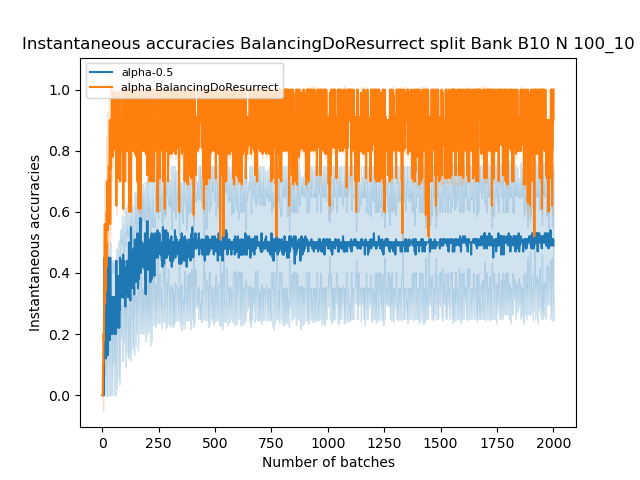 Instantaneous accuracies BalancingDoResurrect split Bank B10 N 100_10
alpha-0.5
alpha BalancingDoResurrect
1.0
0.8
0.6
0.4
0.2
0.0
Instantaneous accuracies
0 250 500 750 1000 1250 1500 1750 2000
Number of batches